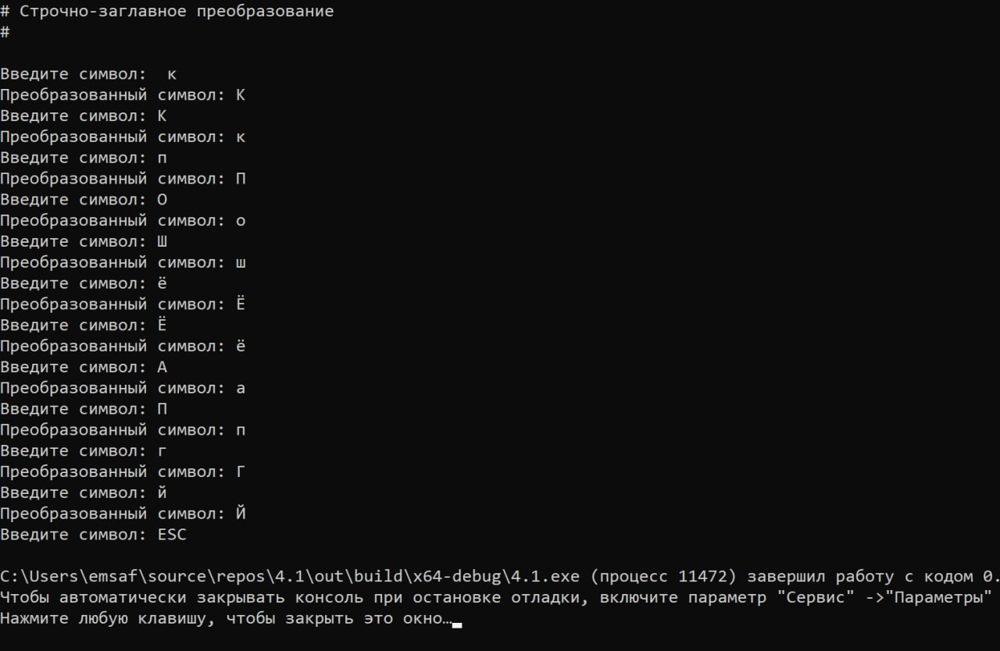 # Строчно-заглавное преобразование
#
Введите символ:  к
Преобразованный символ: К
Введите символ: К
Преобразованный символ: к
Введите символ: п
Преобразованный символ: П
Введите символ: О
Преобразованный символ: о
Введите символ: Ш
Преобразованный символ: ш
Введите символ: ё
Преобразованный символ: Ё
Введите символ: Ё
Преобразованный символ: ё
Введите символ: А
Преобразованный символ: а
Введите символ: П
Преобразованный символ: п
Введите символ: г
Преобразованный символ: Г
Введите символ: й
Преобразованный символ: Й
Введите символ: ESC
C:\Users\emsaf\source\repos\4.1\out\build\x64-debug\4.1.exe (процесс 11472) завершил работу с кодом 0.
Чтобы автоматически закрывать консоль при остановке отладки, включите параметр "Сервис" ->"Параметры"
Нажмите любую клавишу, чтобы закрыть это окно…